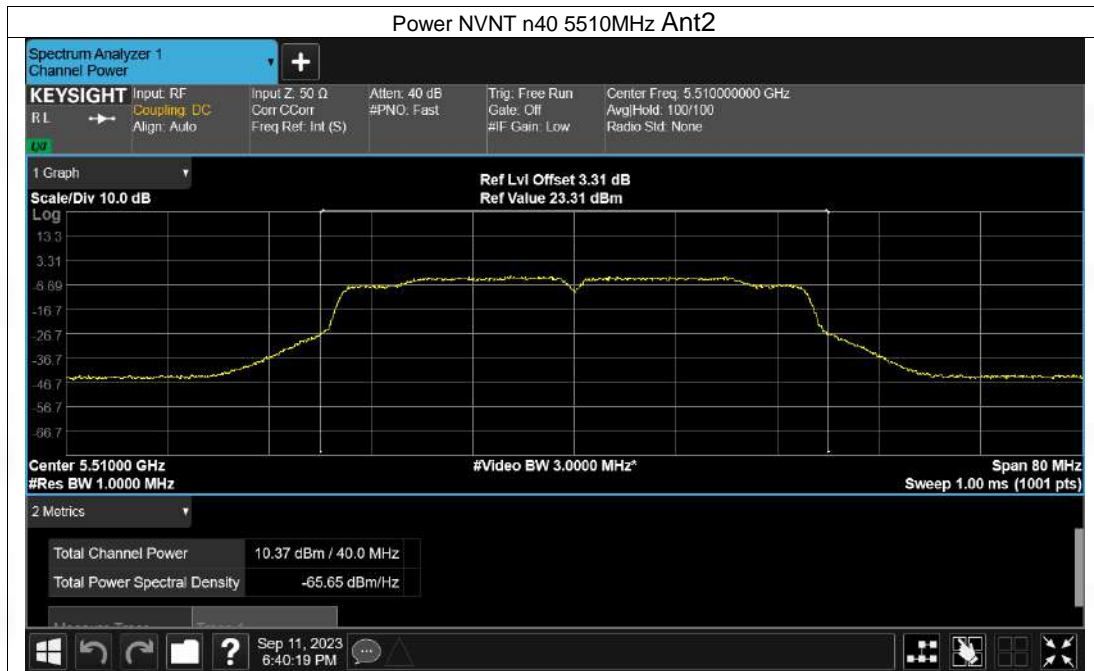 Power NVNT n40 5510MHz Ant2
Spectrum Analyzer 1
Channel Power
KEYSIGHT
RL
Input: RF
Coupling: DC
Align: Auto
Input Z: 50 Ω
Corr CCorr
Freq Ref: Int (S)
Atten: 40 dB
#PNO: Fast
Trig: Free Run
Gate: Off
#IF Gain: Low
Center Freq: 5.510000000 GHz
Avg|Hold: 100/100
Radio Std: None
LXI
1 Graph
Scale/Div 10.0 dB
Ref Lvl Offset 3.31 dB
Ref Value 23.31 dBm
Log
13.3
3.31
-6.69
-16.7
-26.7
-36.7
-46.7
-56.7
-66.7
Center 5.51000 GHz
#Video BW 3.0000 MHz*
Span 80 MHz
#Res BW 1.0000 MHz
Sweep 1.00 ms (1001 pts)
2 Metrics
Total Channel Power 10.37 dBm / 40.0 MHz
Total Power Spectral Density -65.65 dBm/Hz
Sep 11, 2023
6:40:19 PM